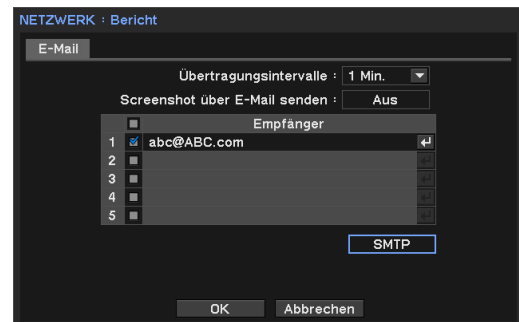 NETZWERK : Bericht
E-Mail
Übertragungsintervalle : 1 Min.
Screenshot über E-Mail senden : Aus
Empfänger
1 abc@ABC.com
2
3
4
5
SMTP
OK Abbrechen